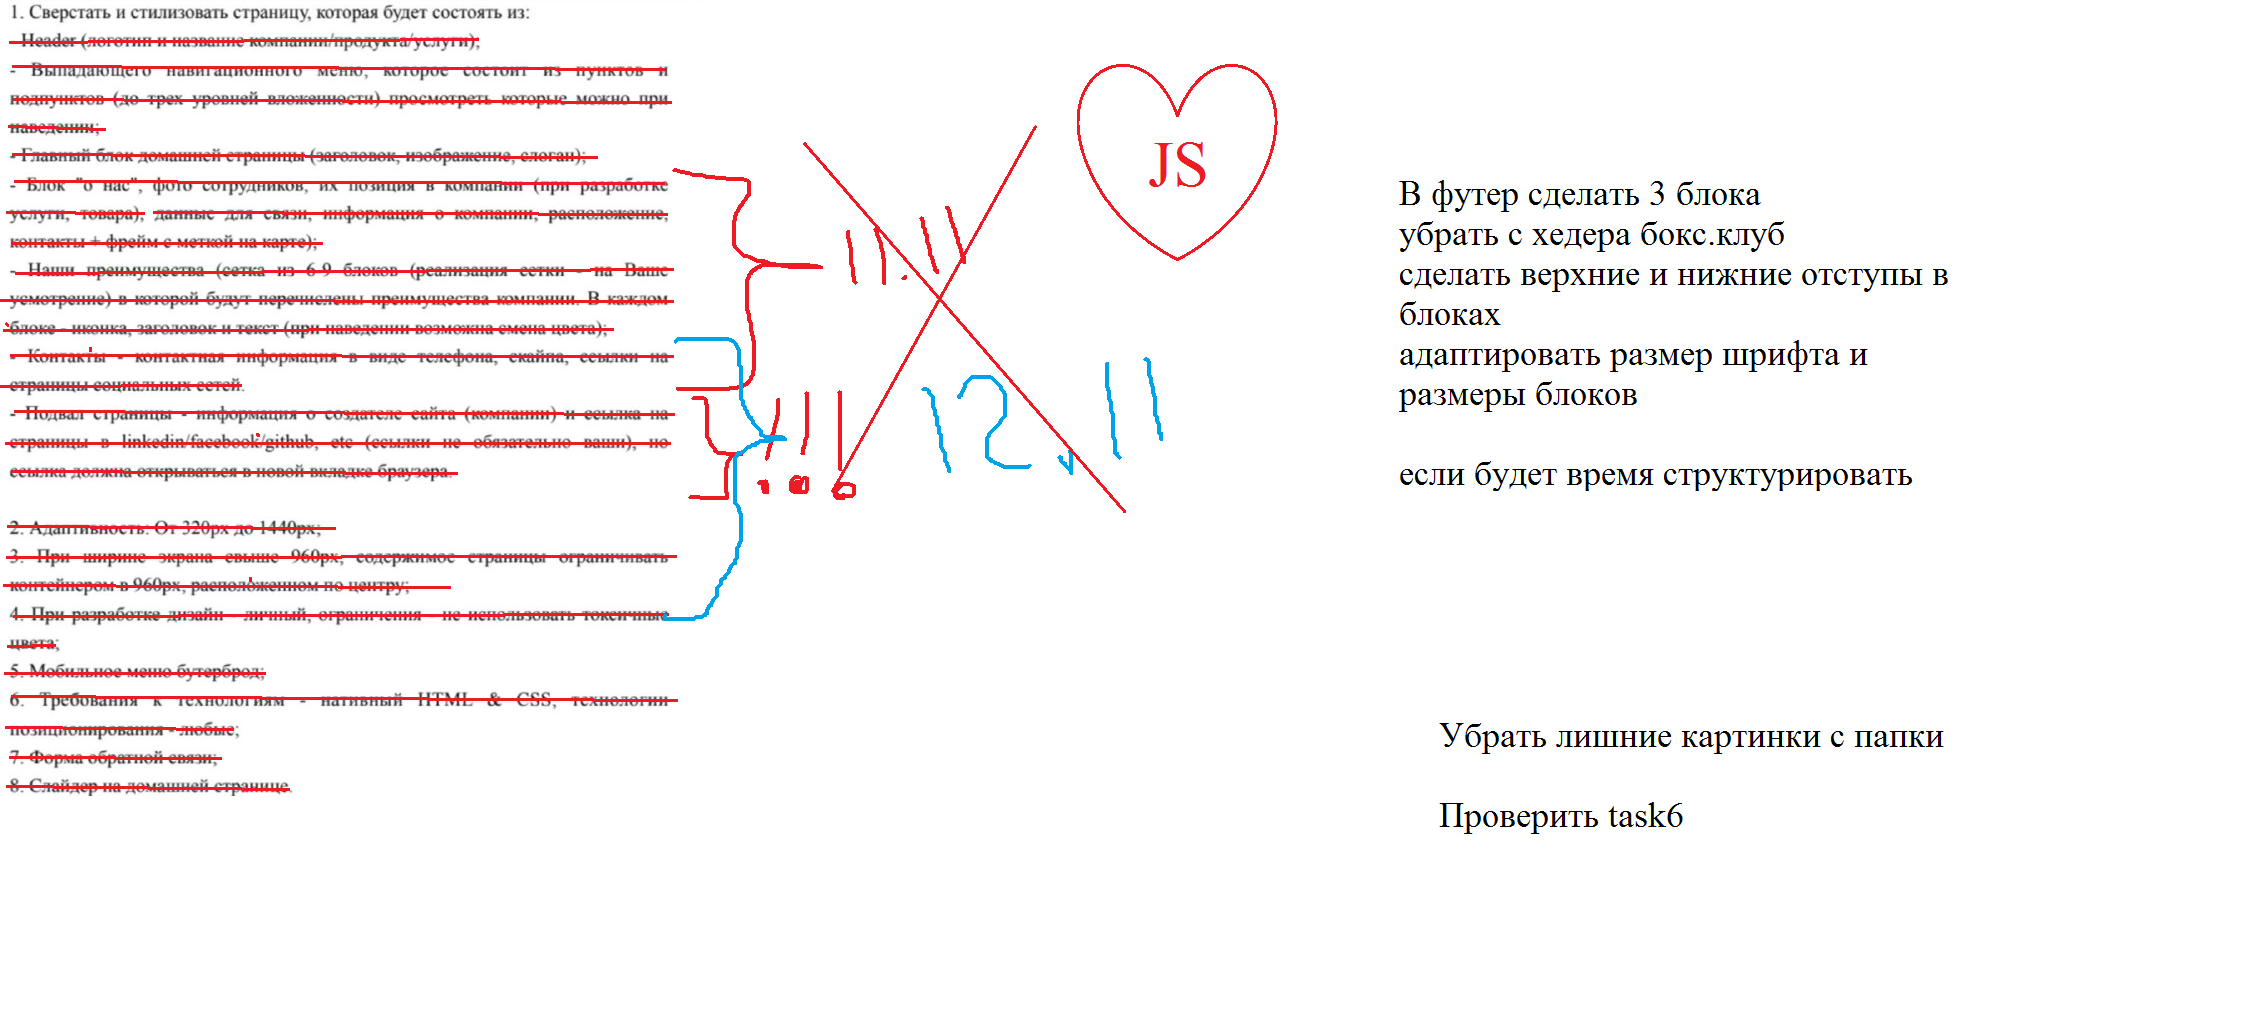 1. Сверстать и стилизовать страницу, которая будет состоять из:
- Header (логотип и название компании/продукта/услуги);
- Выпадающего навигационного меню, которое состоит из пунктов и
подпунктов (до трех уровней вложенности) просмотреть которые можно при
наведении;
- Главный блок домашней страницы (заголовок, изображение, слоган);
- Блок "о нас", фото сотрудников, их позиция в компании (при разработке
услуги, товара), данные для связи, информация о компании, расположение,
контакты + фрейм с меткой на карте);
- Наши преимущества (сетка из 6-9 блоков (реализация сетки - на Ваше
усмотрение) в которой будут перечислены преимущества компании. В каждом
блоке - иконка, заголовок и текст (при наведении возможна смена цвета);
- Контакты - контактная информация в виде телефона, скайпа, ссылки на
страницы социальных сетей.
- Подвал страницы - информация о создателе сайта (компании) и ссылка на
страницы в linkedin/facebook/github, etc (ссылки не обязательно ваши), но
ссылка должна открываться в новой вкладке браузера.
2. Адаптивность: От 320px до 1440px;
3. При ширине экрана свыше 960px, содержимое страницы ограничивать
контейнером в 960px, расположенном по центру;
4. При разработке дизайн - личный, ограничения - не использовать токсичные
цвета;
5. Мобильное меню бутерброд;
6. Требования к технологиям - нативный HTML & CSS, технологии
позиционирования - любые;
7. Форма обратной связи;
8. Слайдер на домашней странице.
11.11
!!!
12.11
JS
В футер сделать 3 блока
убрать с хедера бокс.клуб
сделать верхние и нижние отступы в
блоках
адаптировать размер шрифта и
размеры блоков
если будет время структурировать
Убрать лишние картинки с папки
Проверить task6